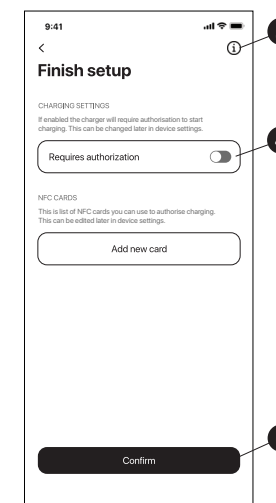 9:41
Finish setup
CHARGING SETTINGS
If enabled the charger will require authorisation to start
charging. This can be changed later in device settings.
Requires authorization
NFC CARDS
This is list of NFC cards you can use to authorise charging.
This can be edited later in device settings.
Add new card
Confirm